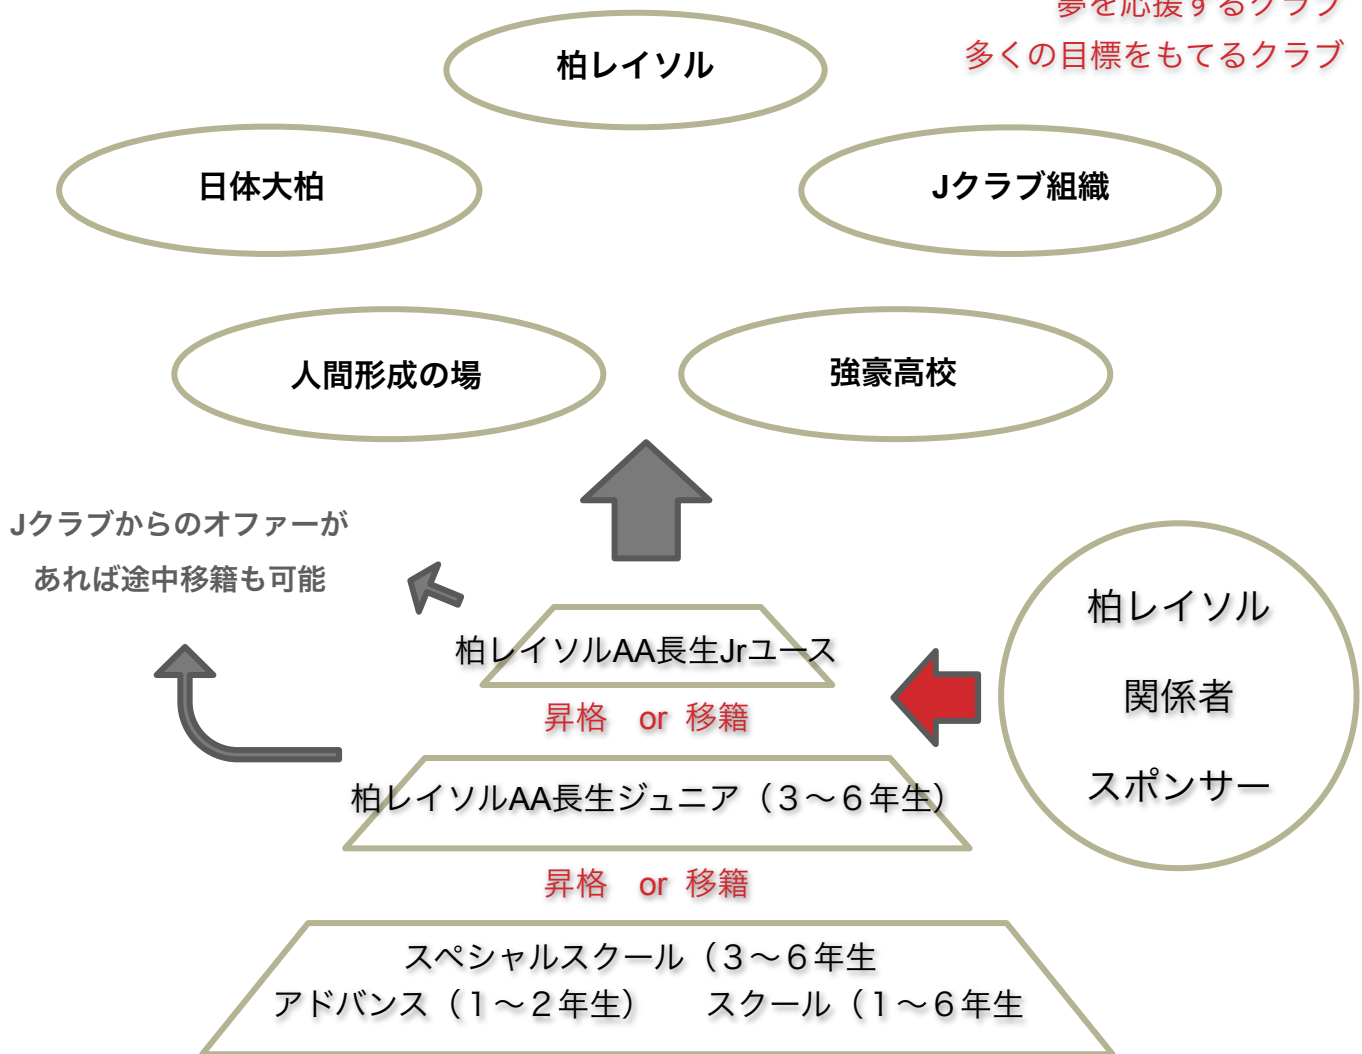 夢を応援するクラブ
多くの目標をもてるクラブ
柏レイソル
日体大柏
Jクラブ組織
人間形成の場
強豪高校
Jクラブからのオファーが
あれば途中移籍も可能
柏レイソル
関係者
スポンサー
柏レイソルAA長生Jrユース
昇格 or 移籍
柏レイソルAA長生ジュニア（３～６年生）
昇格 or 移籍
スペシャルスクール（３～６年生
アドバンス（１～２年生） スクール（１～６年生